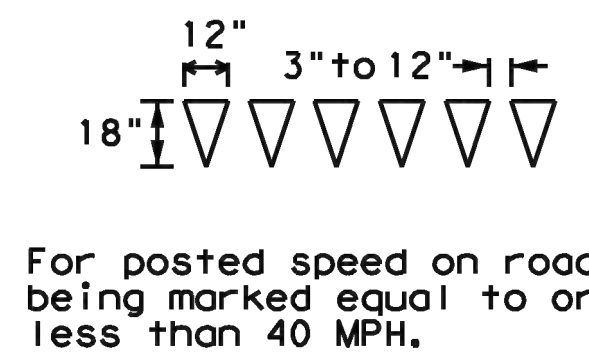 12"
3" to 12"
18"
For posted speed on road
being marked equal to or
less than 40 MPH.